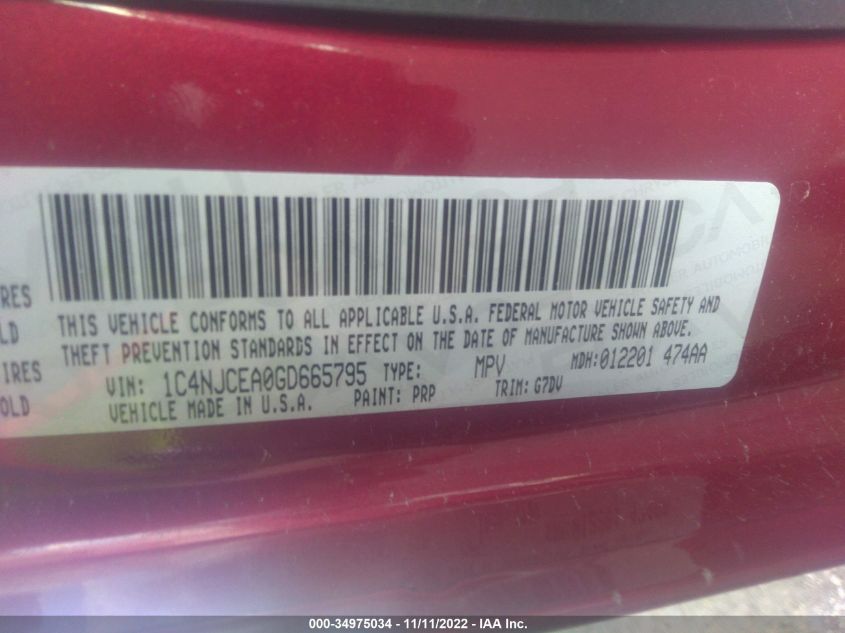 RES
LD
IRES
OLD
THIS VEHICLE CONFORMS TO ALL APPLICABLE U.S.A. FEDERAL MOTOR VEHICLE SAFETY AND
THEFT PREVENTION STANDARDS IN EFFECT ON THE DATE OF MANUFACTURE SHOWN ABOVE.
VIN: 1C4NJCEA0GD665795 TYPE: MPV MDH:012201 474AA
VEHICLE MADE IN U.S.A. PAINT: PRP TRIM: G7DV
000-34975034 - 11/11/2022 - IAA Inc.